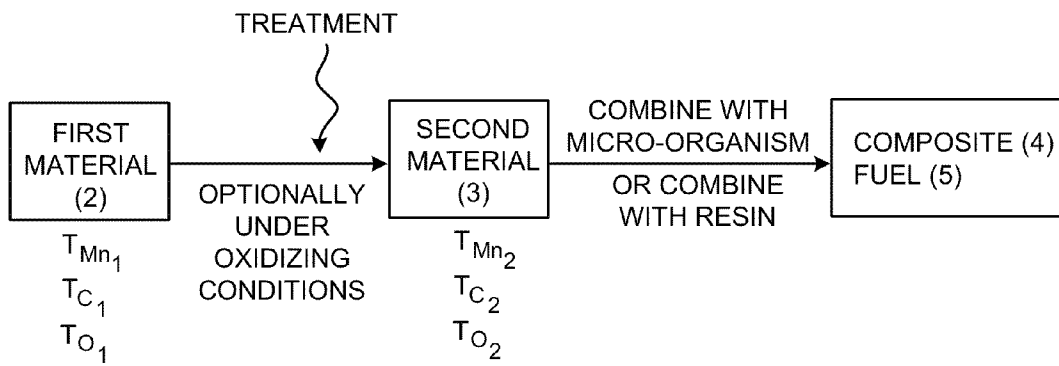 TREATMENT
FIRST
MATERIAL
(2)
OPTIONALLY
UNDER
OXIDIZING
CONDITIONS
SECOND
MATERIAL
(3)
COMBINE WITH
MICRO-ORGANISM
OR COMBINE
WITH RESIN
COMPOSITE (4)
FUEL (5)
TMn1
TC1
TO1
TMn2
TC2
TO2